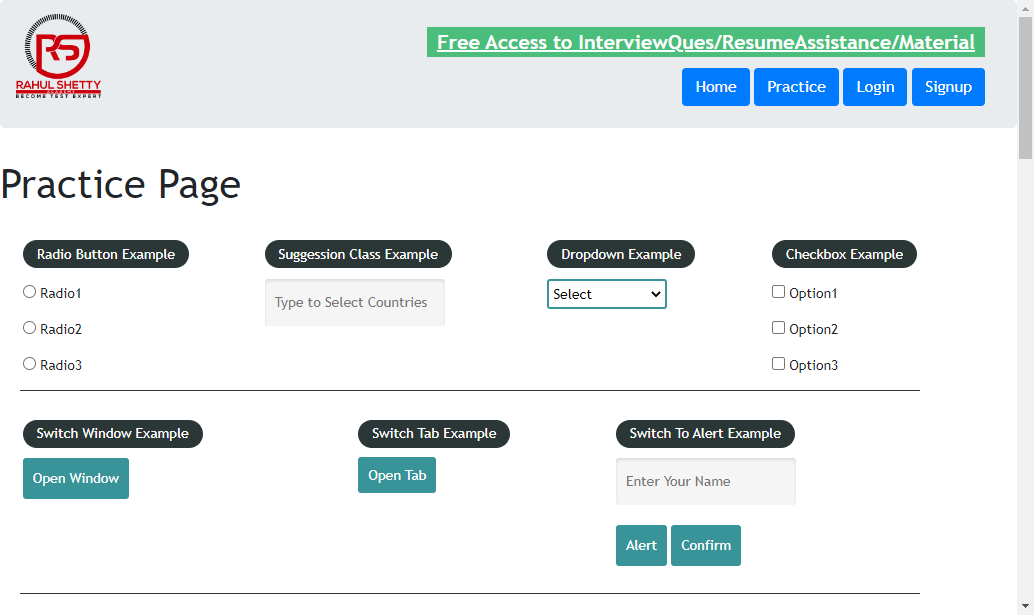 RS
RAHUL SHETTY
ACADEMY
BECOME TEST EXPERT
Free Access to InterviewQues/ResumeAssistance/Material
Home Practice Login Signup
Practice Page
Radio Button Example
Radio1
Radio2
Radio3
Suggession Class Example
Type to Select Countries
Dropdown Example
Select
Checkbox Example
Option1
Option2
Option3
Switch Window Example
Open Window
Switch Tab Example
Open Tab
Switch To Alert Example
Enter Your Name
Alert Confirm